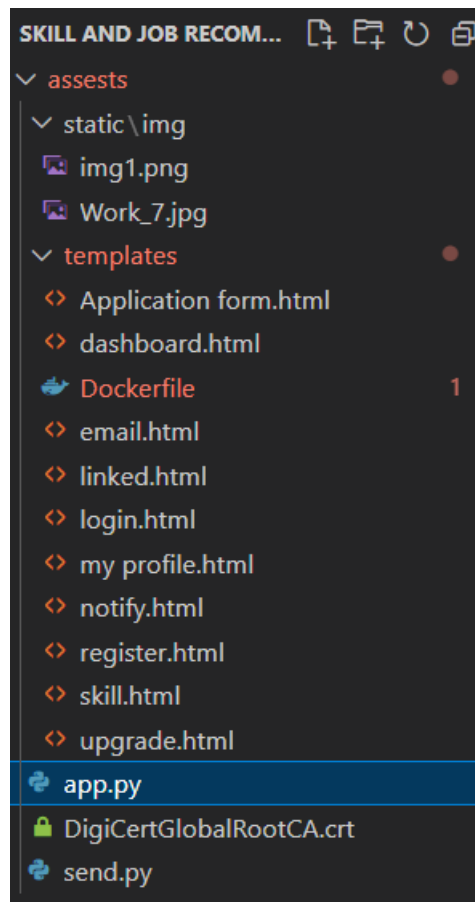 SKILL AND JOB RECOM...
assests
static\img
img1.png
Work_7.jpg
templates
Application form.html
dashboard.html
Dockerfile 1
email.html
linked.html
login.html
my profile.html
notify.html
register.html
skill.html
upgrade.html
app.py
DigiCertGlobalRootCA.crt
send.py